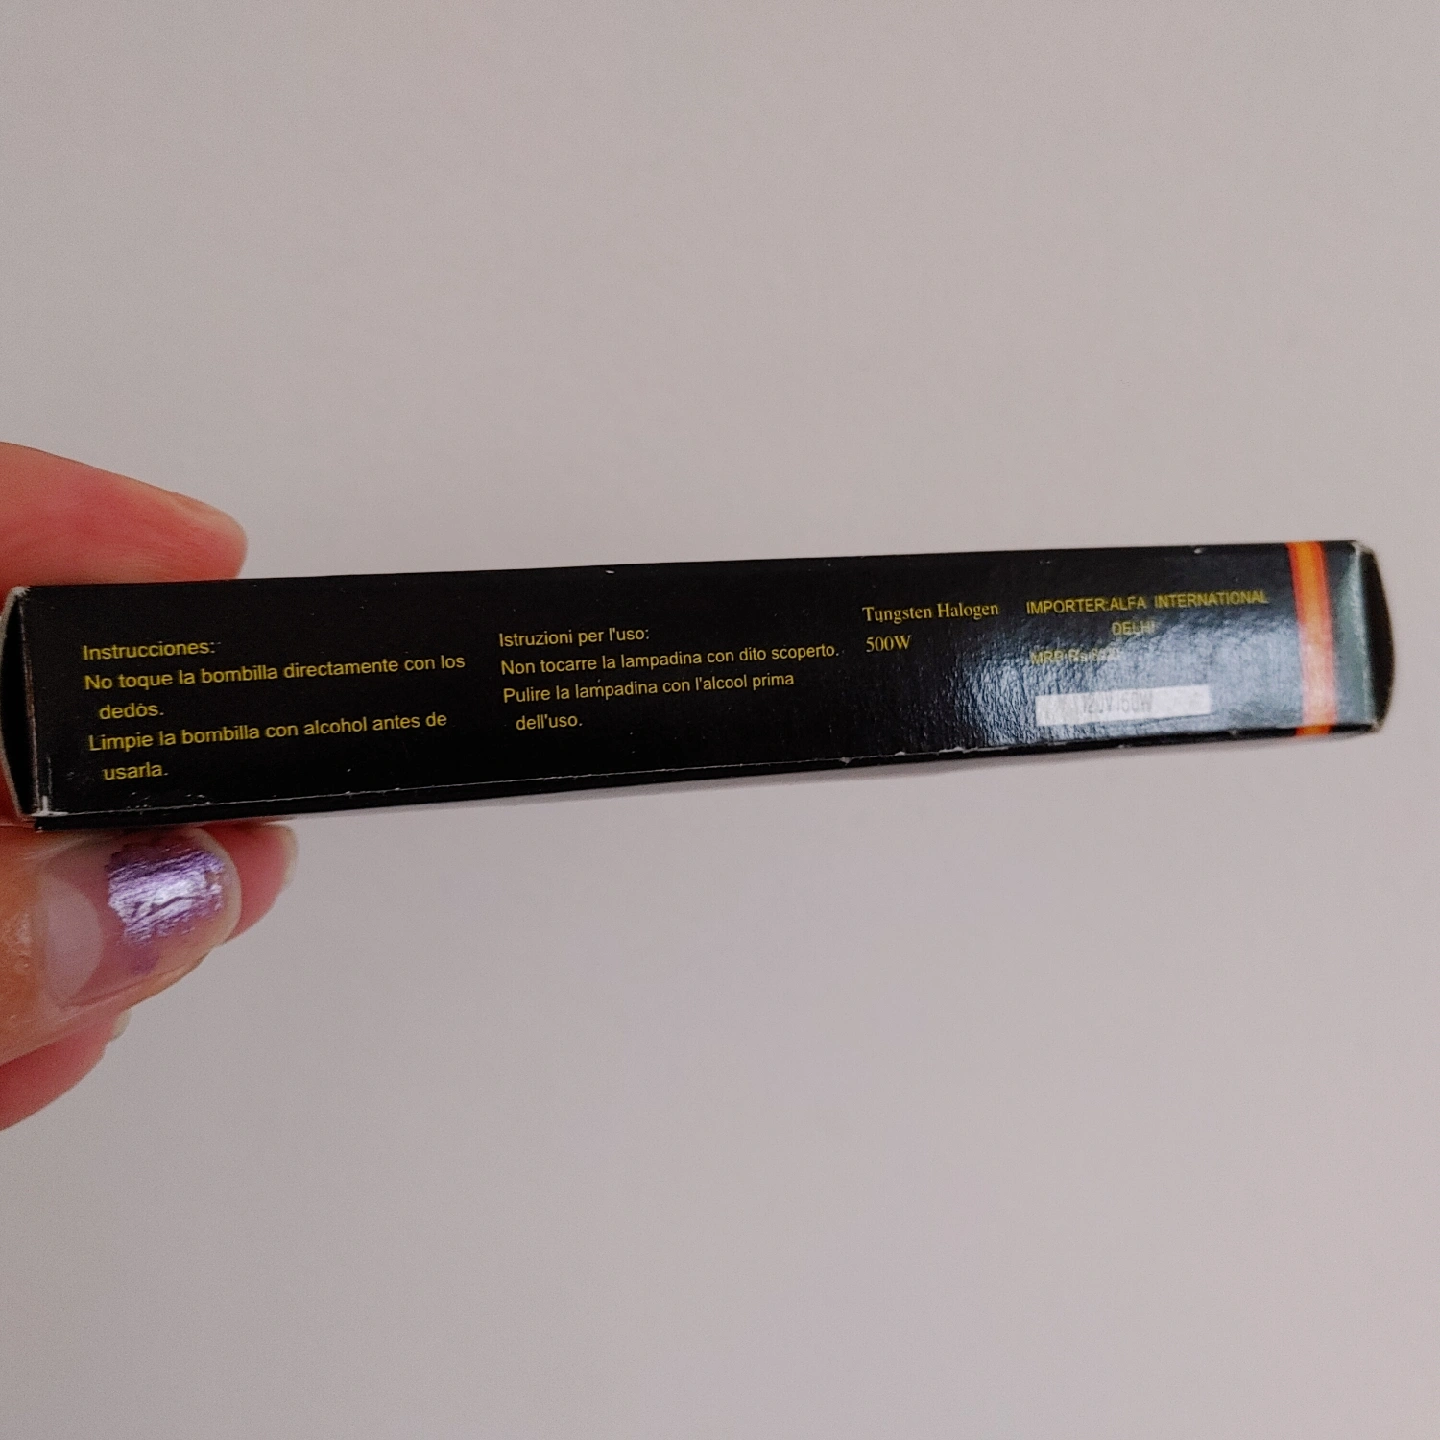 Instrucciones:
No toque la bombilla directamente con los
dedos.
Limpie la bombilla con alcohol antes de
usarla.
Istruzioni per l'uso:
Non tocarre la lampadina con dito scoperto.
Pulire la lampadina con l'alcool prima
dell'uso.
Tungsten Halogen
500W
IMPORTER:ALFA INTERNATIONAL
DELHI
MRP